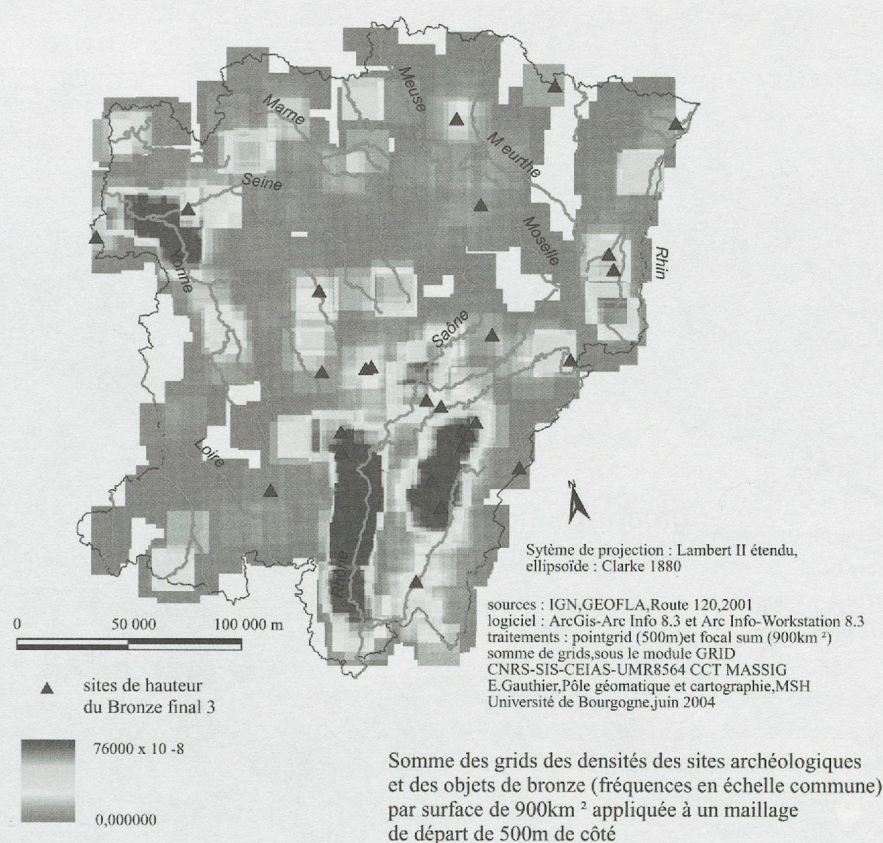 Meuse
Marne
Meurthe
Seine
Moselle
Rhin
Yonne
Saône
Loire
N
Rhône
Sytème de projection : Lambert II étendu,
ellipsoïde : Clarke 1880
sources : IGN,GEOFLA,Route 120,2001
logiciel : ArcGis-Arc Info 8.3 et Arc Info-Workstation 8.3
traitements : pointgrid (500m)et focal sum (900km ²)
somme de grids,sous le module GRID
CNRS-SIS-CEIAS-UMR8564 CCT MASSIG
E.Gauthier,Pôle géomatique et cartographie,MSH
Université de Bourgogne,juin 2004
0 50 000 100 000 m
sites de hauteur
du Bronze final 3
76000 x 10 -8
0,000000
Somme des grids des densités des sites archéologiques
et des objets de bronze (fréquences en échelle commune)
par surface de 900km ² appliquée à un maillage
de départ de 500m de côté